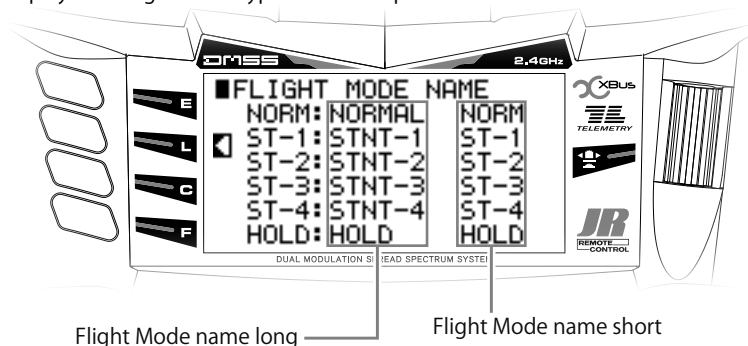 DMSS
2.4GHz
XBus
TELEMETRY
E
L
C
F
■FLIGHT MODE NAME
NORM: NORMAL NORM
ST-1: STNT-1 ST-1
ST-2: STNT-2 ST-2
ST-3: STNT-3 ST-3
ST-4: STNT-4 ST-4
HOLD: HOLD HOLD
JR
REMOTE
CONTROL
DUAL MODULATION SPREAD SPECTRUM SYSTEM
Flight Mode name long
Flight Mode name short